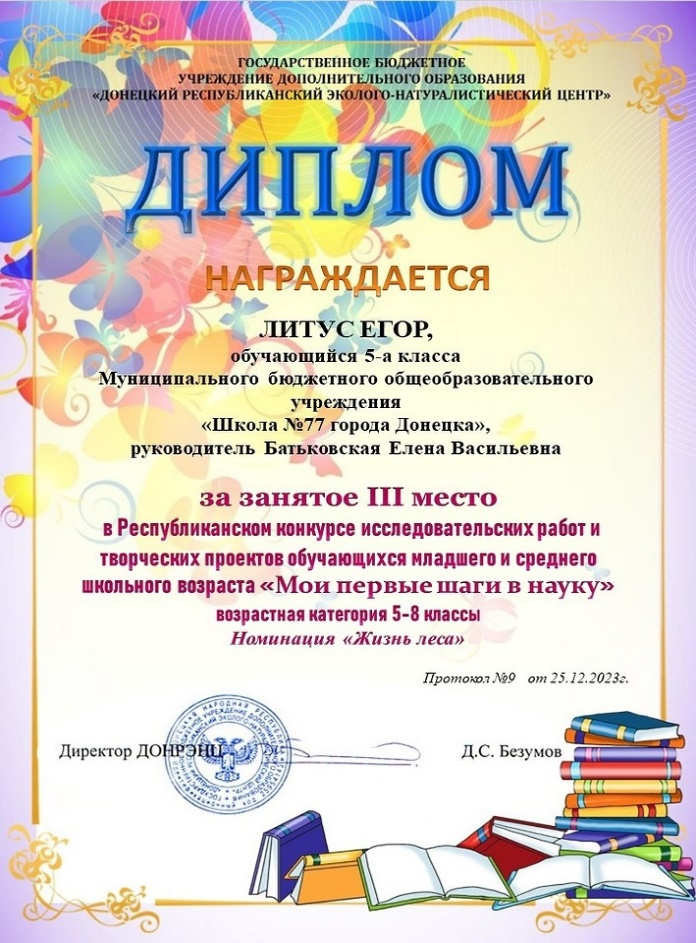 ГОСУДАРСТВЕННОЕ БЮДЖЕТНОЕ
УЧРЕЖДЕНИЕ ДОПОЛНИТЕЛЬНОГО ОБРАЗОВАНИЯ
«ДОНЕЦКИЙ РЕСПУБЛИКАНСКИЙ ЭКОЛОГО-НАТУРАЛИСТИЧЕСКИЙ ЦЕНТР»
ДИПЛОМ
НАГРАЖДАЕТСЯ
ЛИТУС ЕГОР,
обучающийся 5-а класса
Муниципального бюджетного общеобразовательного
учреждения
«Школа №77 города Донецка»,
руководитель Батьковская Елена Васильевна
за занятое III место
в Республиканском конкурсе исследовательских работ и
творческих проектов обучающихся младшего и среднего
школьного возраста «Мои первые шаги в науку»
возрастная категория 5-8 классы
Номинация «Жизнь леса»
Протокол №9 от 25.12.2023г.
Директор ДОНРЭНЦ Д.С. Безумов